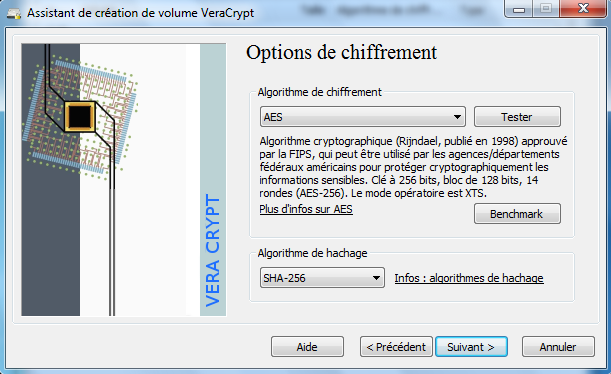 Assistant de création de volume VeraCrypt
Options de chiffrement
Algorithme de chiffrement
AES
Tester
Algorithme cryptographique (Rijndael, publié en 1998) approuvé
par la FIPS, qui peut être utilisé par les agences/départements
fédéraux américains pour protéger cryptographiquement les
informations sensibles. Clé à 256 bits, bloc de 128 bits, 14
rondes (AES-256). Le mode opératoire est XTS.
Plus d'infos sur AES
Benchmark
Algorithme de hachage
SHA-256
Infos : algorithmes de hachage
VERA CRYPT
Aide
< Précédent
Suivant >
Annuler